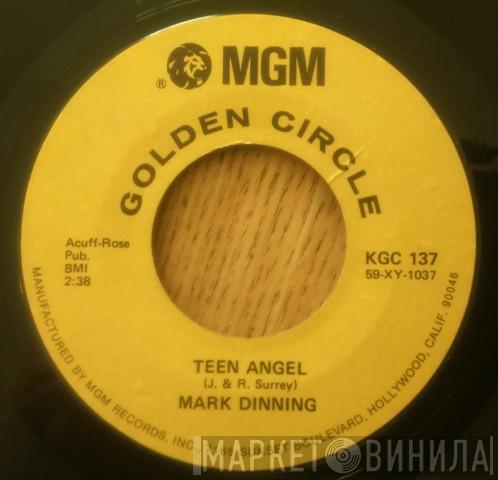 ® MGM
GOLDEN CIRCLE
Acuff-Rose
Pub.
BMI
2:38
KGC 137
59-XY-1037
TEEN ANGEL
(J. & R. Surrey)
MARK DINNING
MANUFACTURED BY MGM RECORDS, INC., SUNSET BOULEVARD, HOLLYWOOD, CALIF. 90046
МАРКЕТ ВИНИЛА